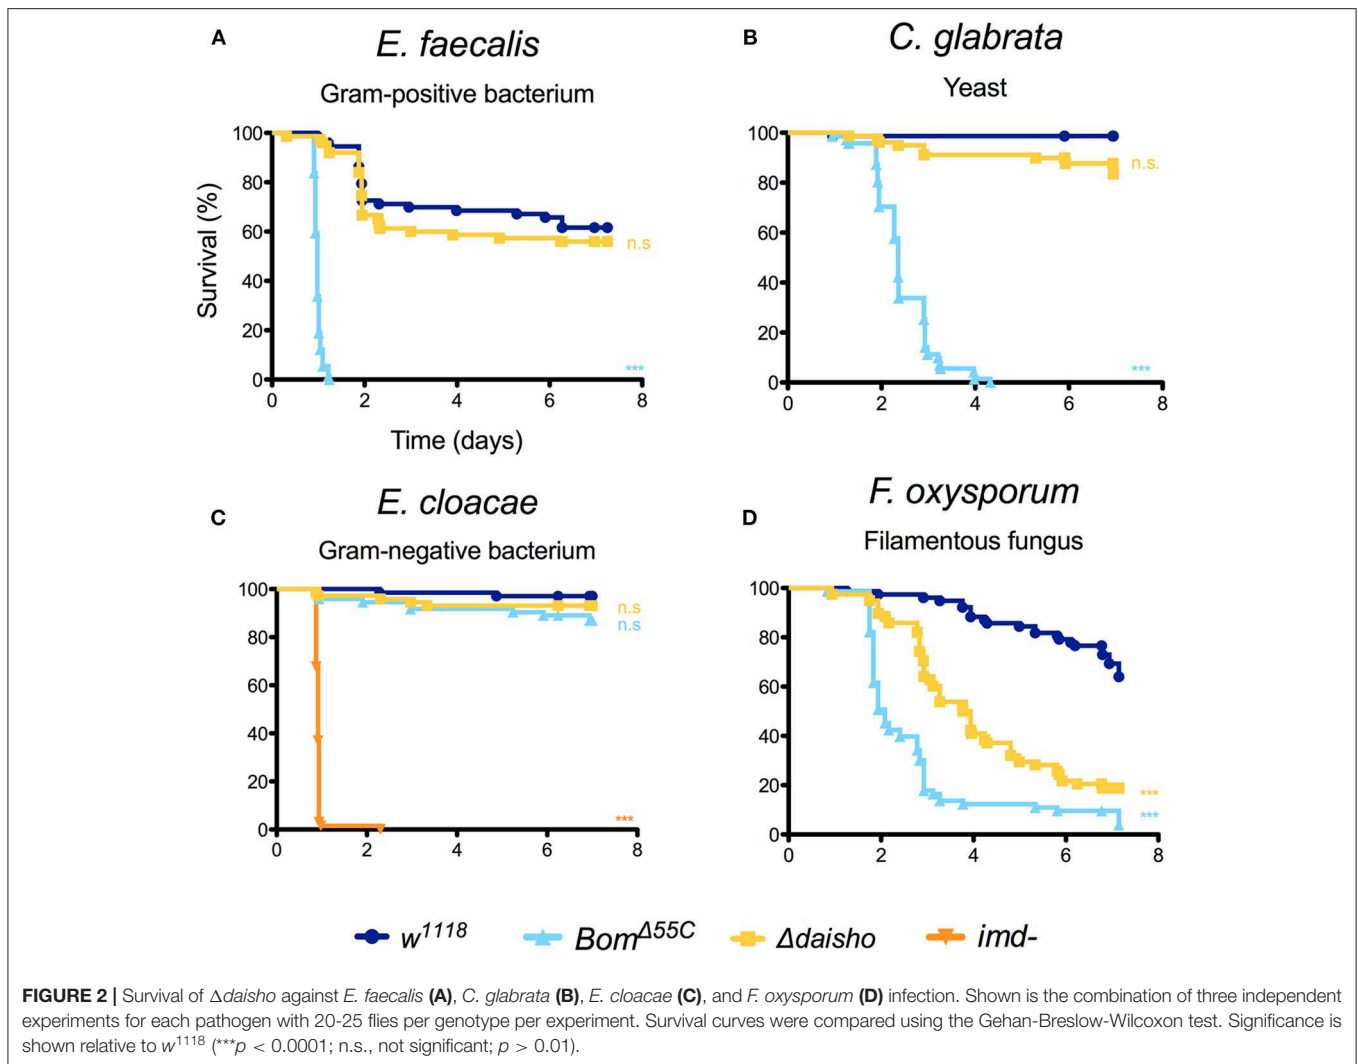 A
E. faecalis
Gram-positive bacterium
100
80
60
40
20
0
0 2 4 6 8
Survival (%)
Time (days)
n.s
***
B
C. glabrata
Yeast
100
80
60
40
20
0
0 2 4 6 8
n.s.
***
C
E. cloacae
Gram-negative bacterium
100
80
60
40
20
0
0 2 4 6 8
n.s
n.s
***
D
F. oxysporum
Filamentous fungus
100
80
60
40
20
0
0 2 4 6 8
***
***
w1118 BomΔ55C Δdaisho imd-
FIGURE 2 | Survival of Δdaisho against E. faecalis (A), C. glabrata (B), E. cloacae (C), and F. oxysporum (D) infection. Shown is the combination of three independent
experiments for each pathogen with 20-25 flies per genotype per experiment. Survival curves were compared using the Gehan-Breslow-Wilcoxon test. Significance is
shown relative to w1118 (***p < 0.0001; n.s., not significant; p > 0.01).